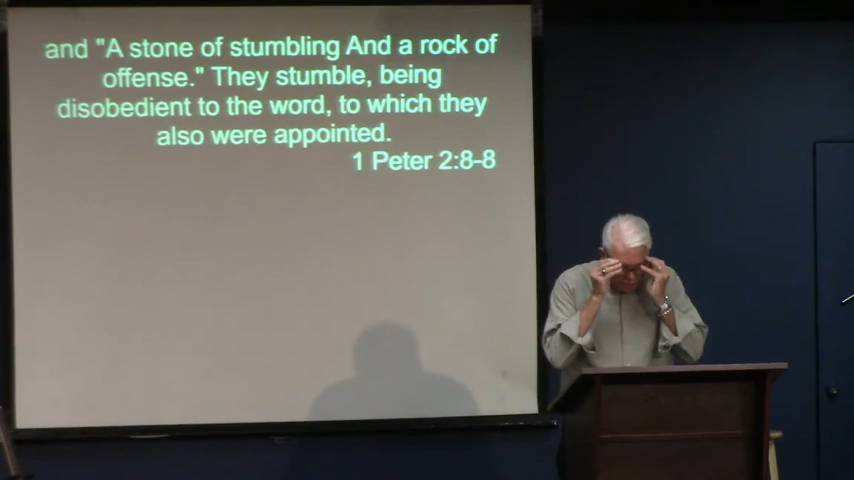 and "A stone of stumbling And a rock of
offense." They stumble, being
disobedient to the word, to which they
also were appointed.
1 Peter 2:8-8